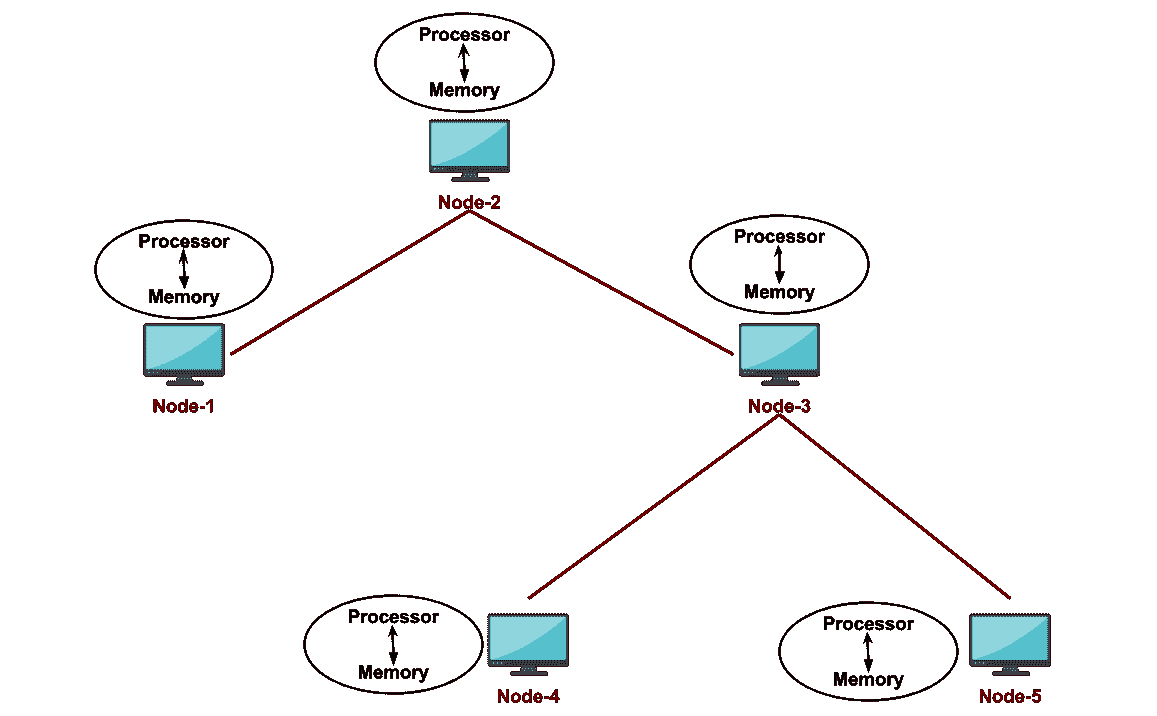 Processor
Memory
Node-2
Processor
Memory
Node-1
Processor
Memory
Node-3
Processor
Memory
Node-4
Processor
Memory
Node-5